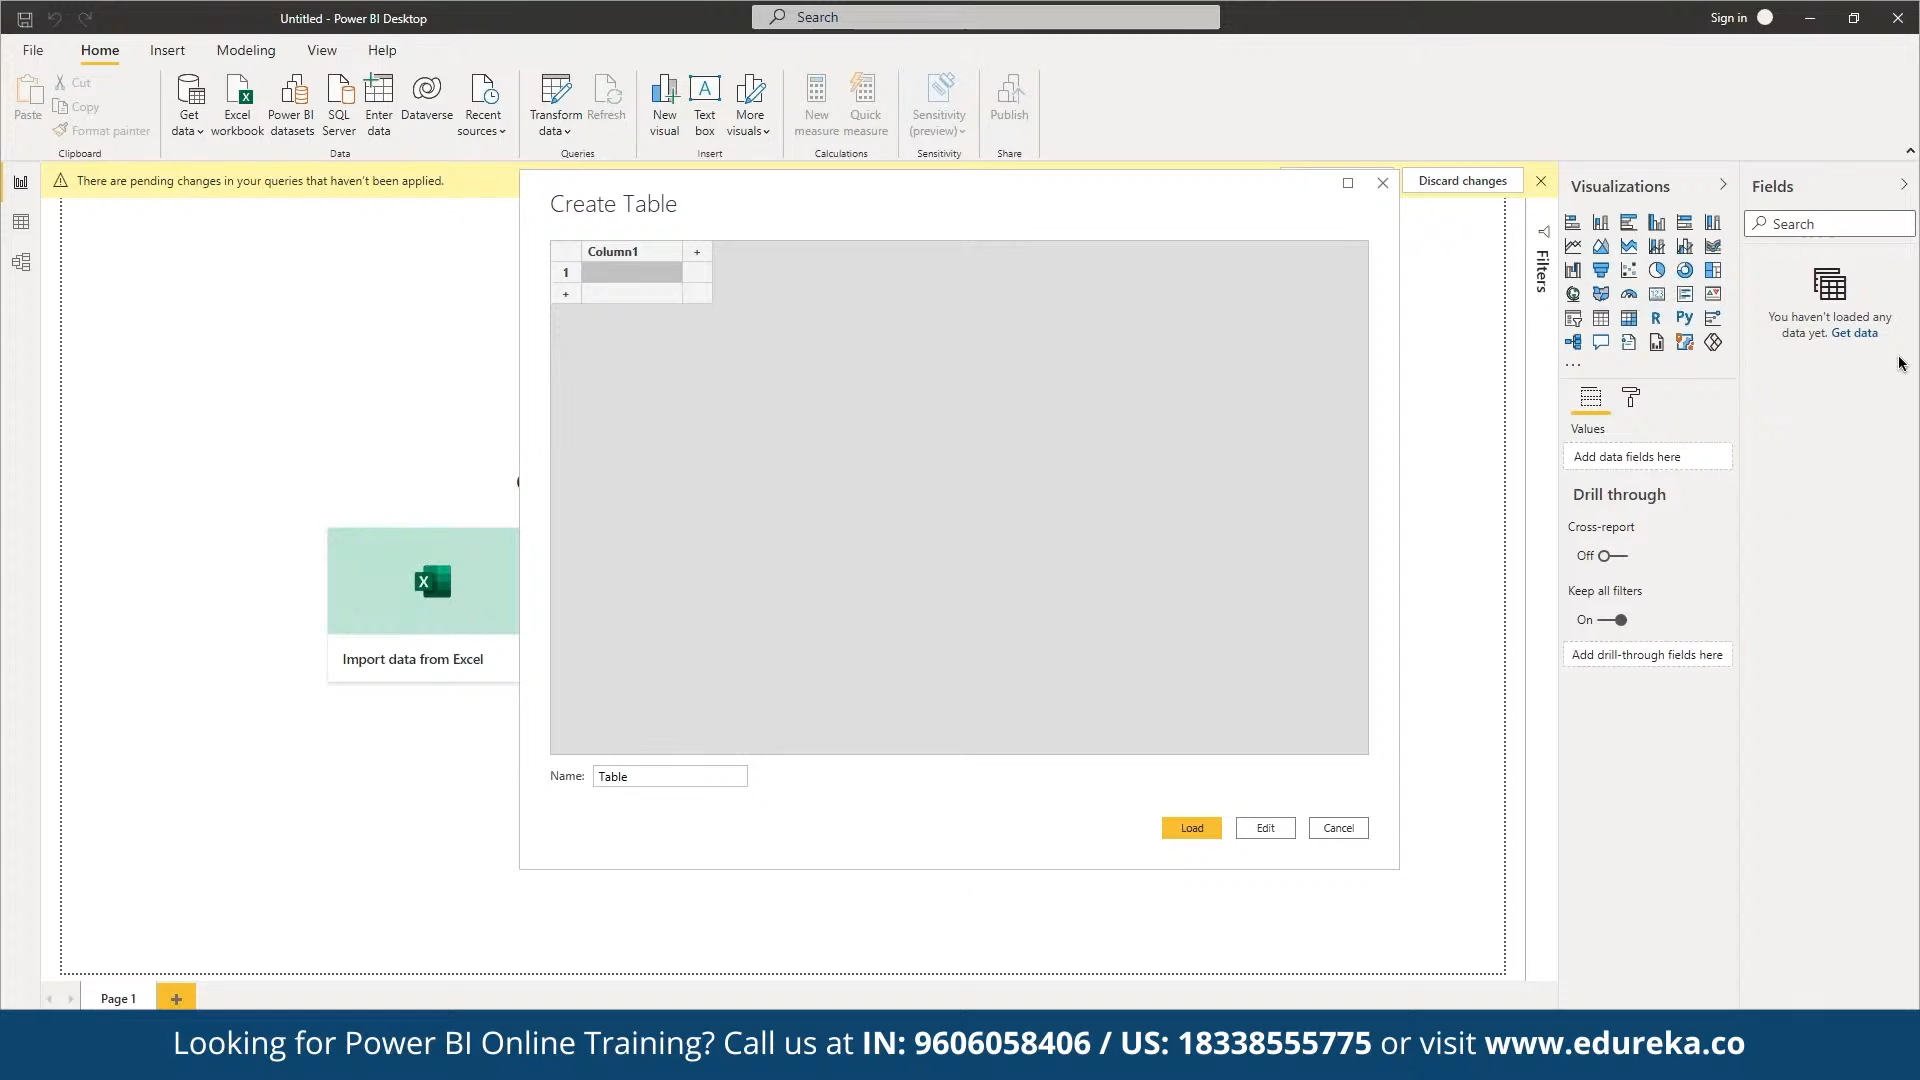 Untitled - Power BI Desktop
Search
Sign in
File
Home
Insert
Modeling
View
Help
Paste
Cut
Copy
Format painter
Clipboard
Get data
Excel workbook
Power BI datasets
SQL Server
Enter data
Dataverse
Recent sources
Data
Transform data
Refresh
Queries
New visual
Text box
More visuals
Insert
New measure
Quick measure
Calculations
Sensitivity (preview)
Sensitivity
Publish
Share
There are pending changes in your queries that haven't been applied.
Discard changes
Create Table
Column1
+
1
+
Name:
Table
Load
Edit
Cancel
Import data from Excel
Filters
Visualizations
R
Py
Values
Add data fields here
Drill through
Cross-report
Off
Keep all filters
On
Add drill-through fields here
Fields
Search
You haven't loaded any
data yet. Get data
Page 1
+
Looking for Power BI Online Training? Call us at IN: 9606058406 / US: 18338555775 or visit www.edureka.co